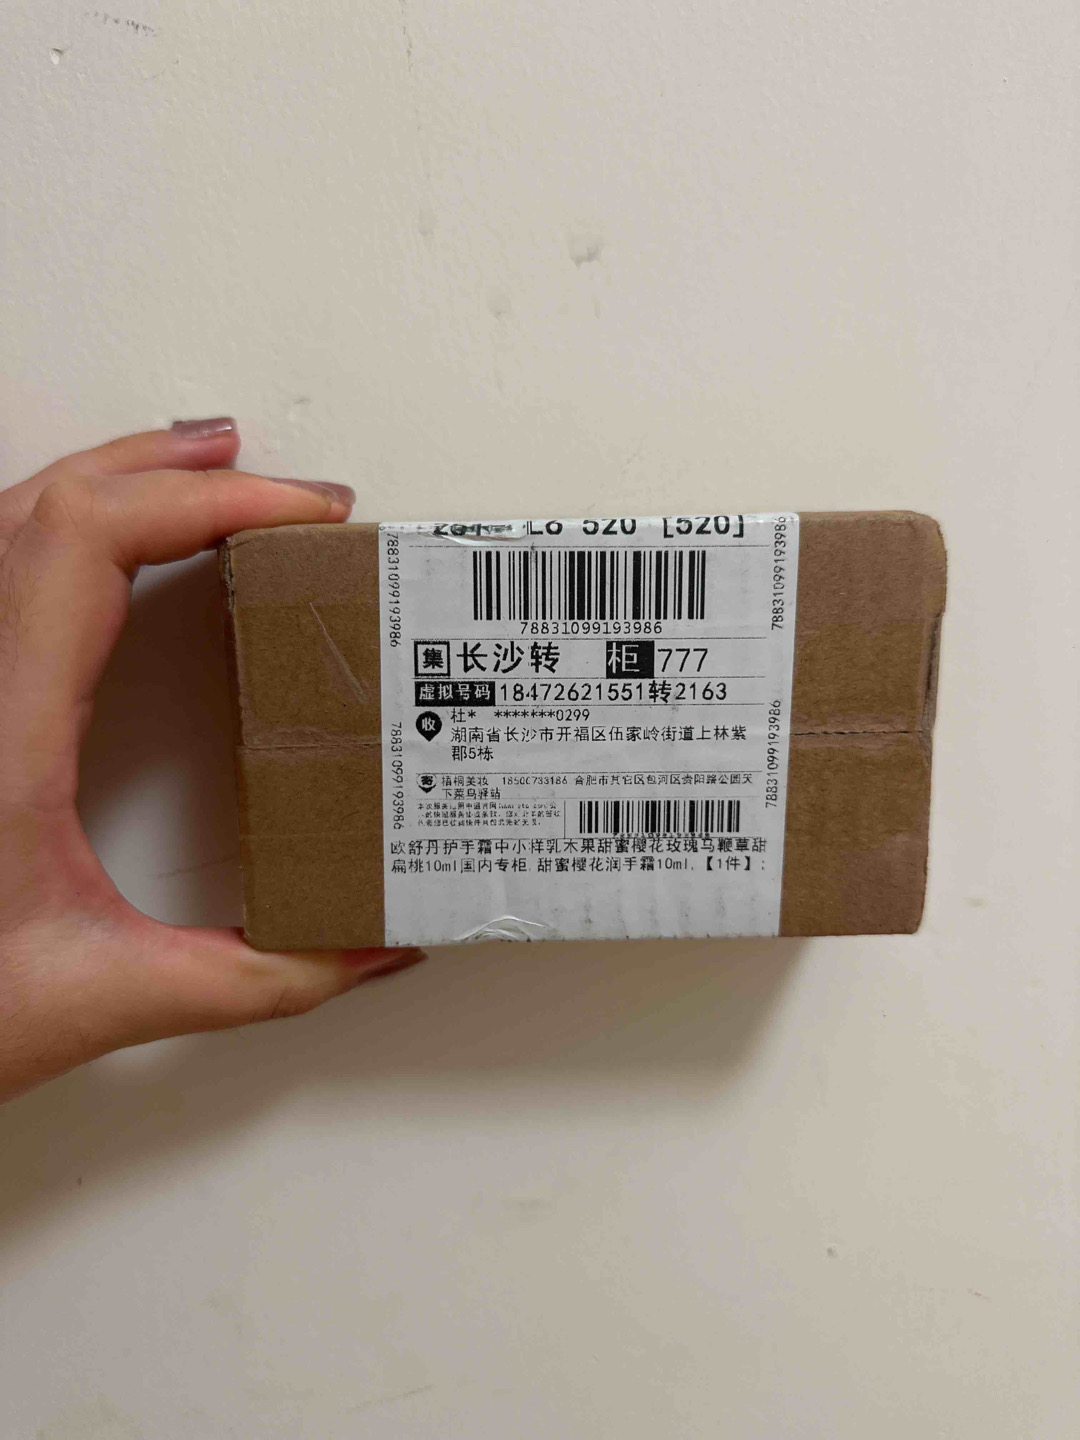 L6 520 [520]
78831099193986
集 长沙转 柜 777
虚拟号码 18472621551转2163
收 杜* *******0299
湖南省长沙市开福区伍家岭街道上林紫
郡5栋
寄 梧桐美妆 18500733186 合肥市其它区包河区贵阳路公园天
下菜鸟驿站
欧舒丹护手霜中小样乳木果甜蜜樱花玫瑰马鞭草甜
扁桃10ml国内专柜, 甜蜜樱花润手霜10ml,【1件】;
78831099193986
78831099193986
78831099193986
78831099193986